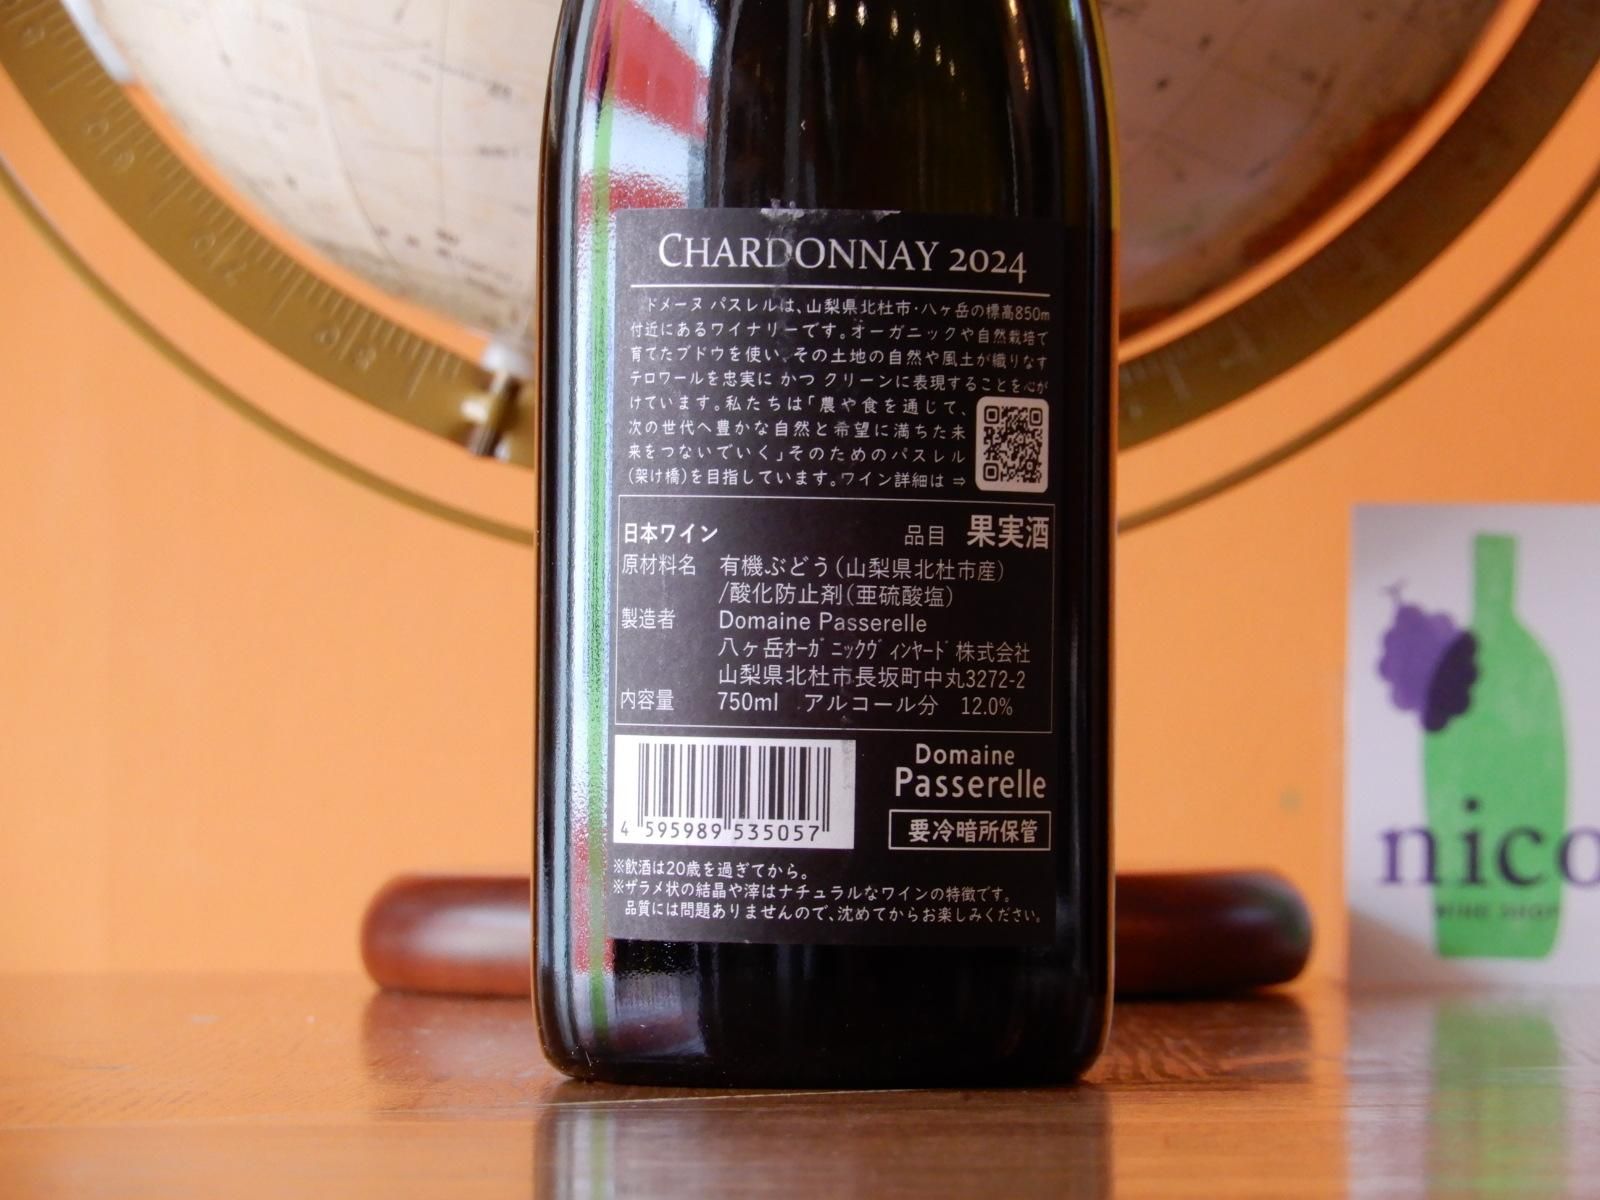 CHARDONNAY 2024
ドメーヌ パスレルは、山梨県北杜市・八ヶ岳の標高850m
付近にあるワイナリーです。オーガニックや自然栽培で
育てたブドウを使い、その土地の自然や風土が織りなす
テロワールを忠実に かつ クリーンに表現することを心が
けています。私たちは「農や食を通じて、
次の世代へ豊かな自然と希望に満ちた未
来をつないでいく」そのためのパスレル
(架け橋)を目指しています。ワイン詳細は ⇒
日本ワイン 品目 果実酒
原材料名 有機ぶどう(山梨県北杜市産)
/酸化防止剤(亜硫酸塩)
製造者 Domaine Passerelle
八ヶ岳オーガニックヴィンヤード株式会社
山梨県北杜市長坂町中丸3272-2
内容量 750ml アルコール分 12.0%
Domaine
Passerelle
4 595989 535057
要冷暗所保管
※飲酒は20歳を過ぎてから。
※ザラメ状の結晶や滓はナチュラルなワインの特徴です。
品質には問題ありませんので、沈めてからお楽しみください。
nico
WINE SHOP